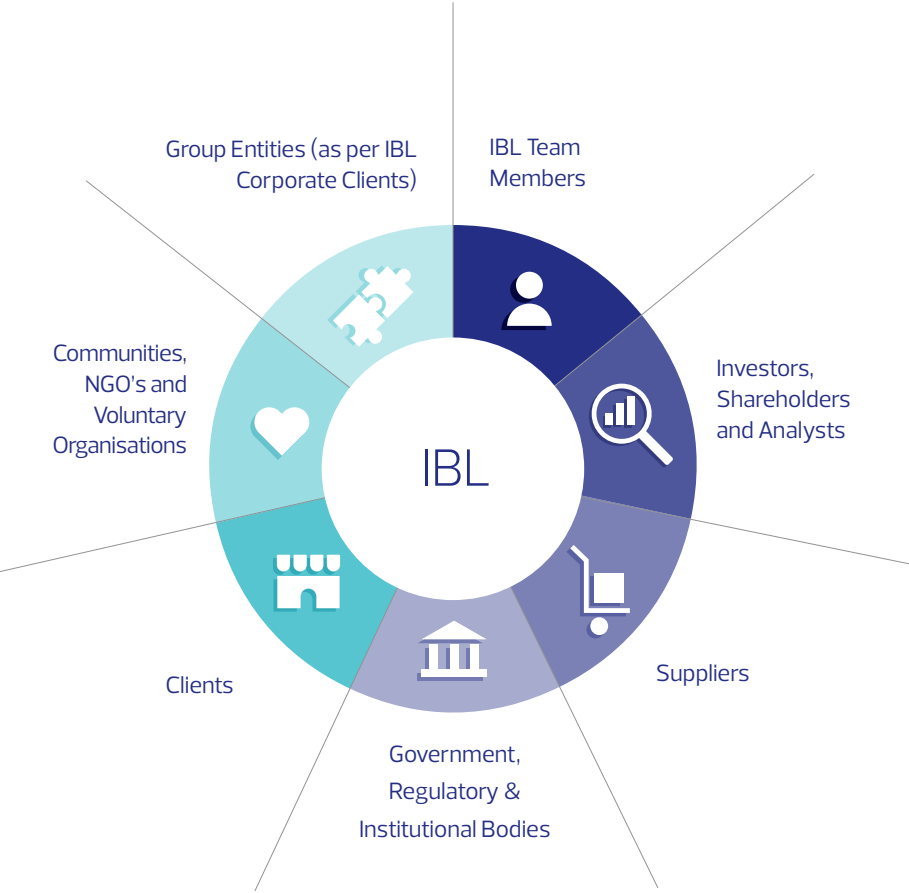 Group Entities (as per IBL
Corporate Clients)
IBL Team
Members
Investors,
Shareholders
and Analysts
Suppliers
Government,
Regulatory &
Institutional Bodies
Clients
Communities,
NGO's and
Voluntary
Organisations
IBL